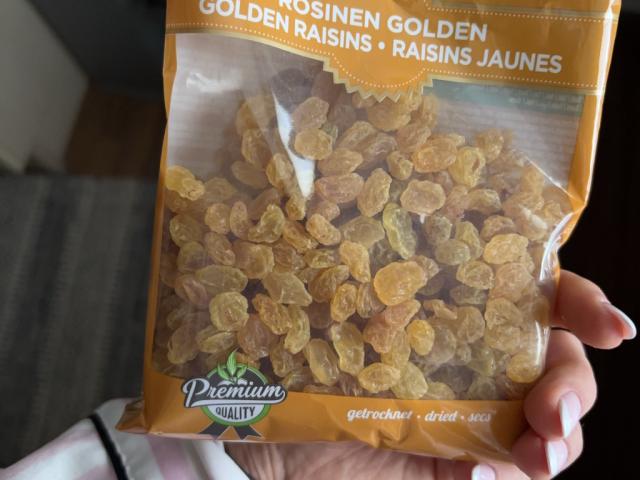 ROSINEN GOLDEN
GOLDEN RAISINS • RAISINS JAUNES
Premium
QUALITY
getrocknet • dried • secs